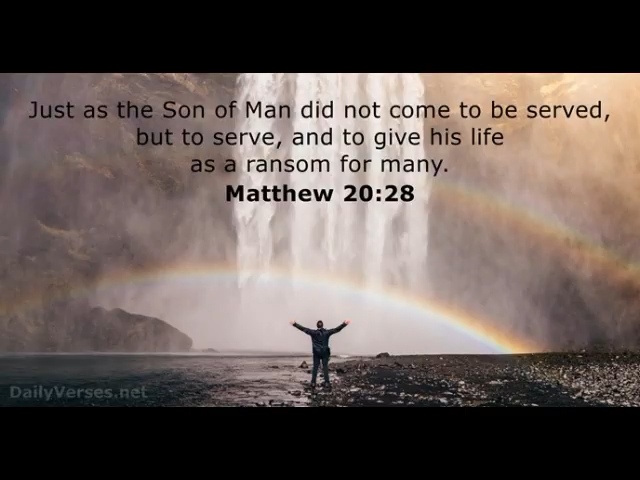 Just as the Son of Man did not come to be served,
but to serve, and to give his life
as a ransom for many.
Matthew 20:28
DailyVerses.net